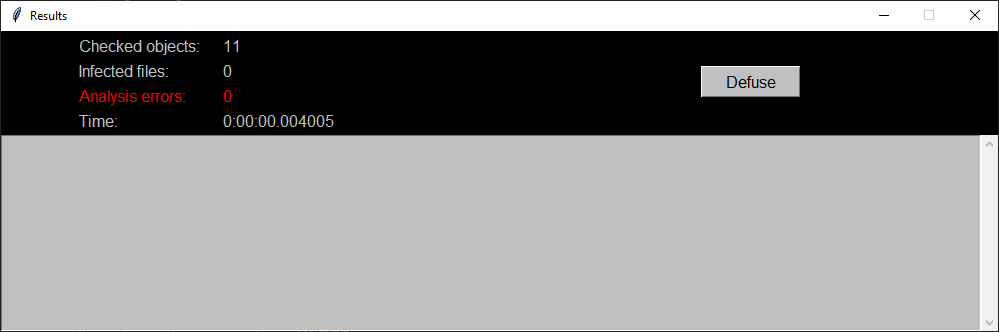 Results
Checked objects: 11
Infected files: 0
Analysis errors: 0
Time: 0:00:00.004005
Defuse